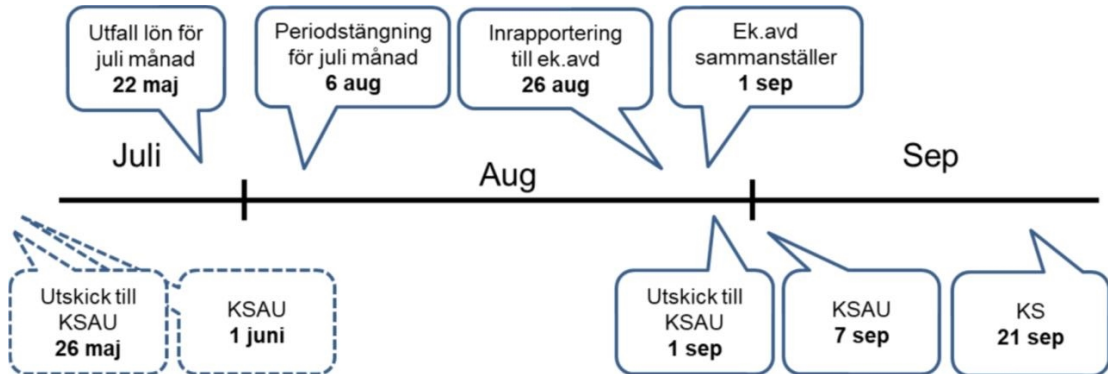 Utfall lön för
juli månad
22 maj
Periodstängning
för juli månad
6 aug
Inrapportering
till ek.avd
26 aug
Ek.avd
sammanställer
1 sep
Juli
Aug
Sep
Utskick till
KSAU
26 maj
KSAU
1 juni
Utskick till
KSAU
1 sep
KSAU
7 sep
KS
21 sep